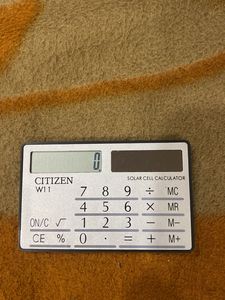 0
CITIZEN SOLAR CELL CALCULATOR
W11
7 8 9 ÷ MC
4 5 6 × MR
ON/C √ 1 2 3 − M−
CE % 0 · = + M+